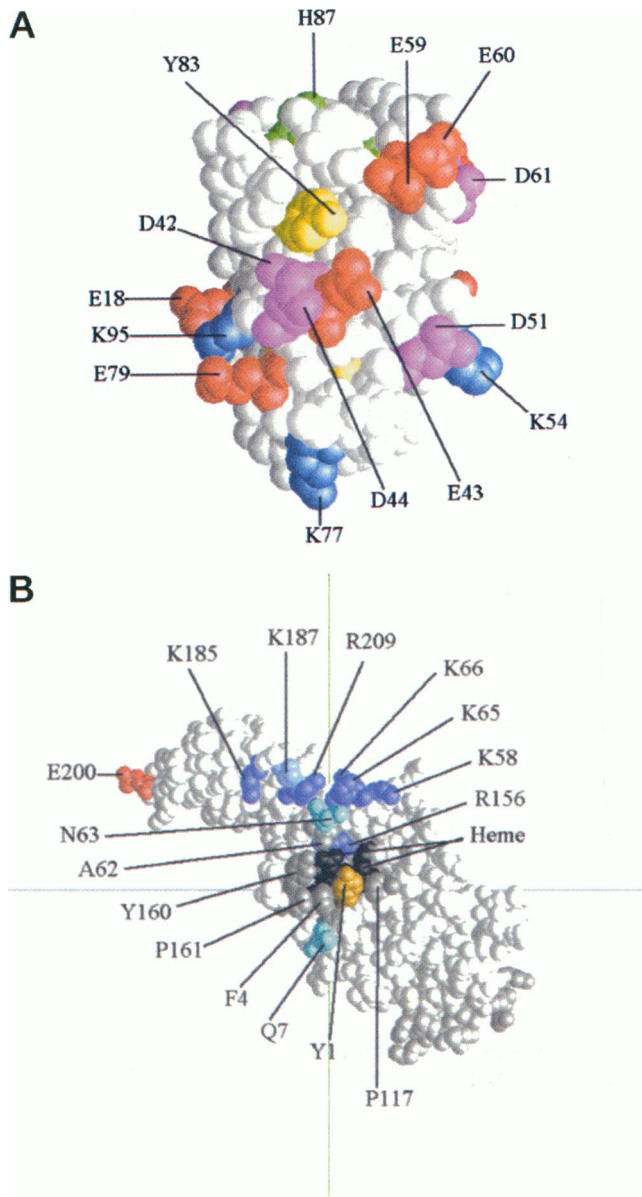 A
H87
Y83
E59
E60
D61
D42
E18
K95
E79
D51
K54
D44
E43
K77
B
K187
R209
K185
K66
K65
E200
K58
N63
R156
A62
Heme
Y160
P161
F4
Q7
Y1
P117